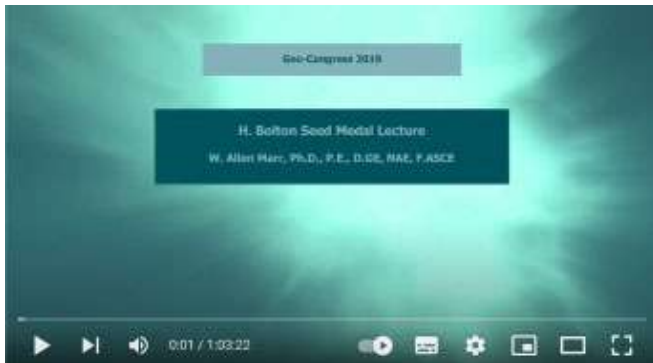 Geo-Congress 2019
H. Bolton Seed Medal Lecture
W. Allen Marr, Ph.D., P.E., D.GE, NAE, F.ASCE
0:01 / 1:03:22